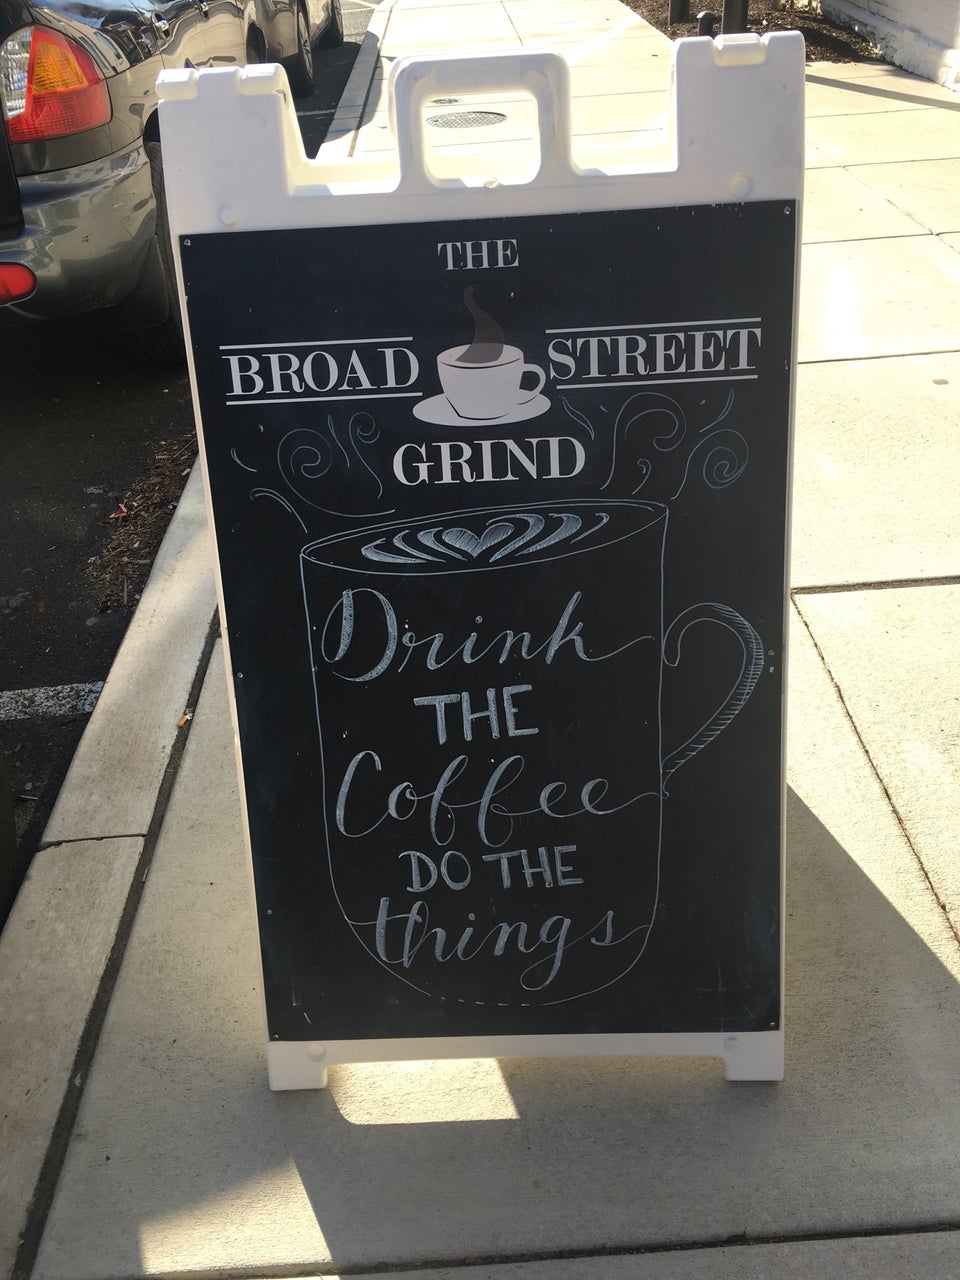 THE
BROAD STREET
GRIND
Drink
THE
Coffee
DO THE
things